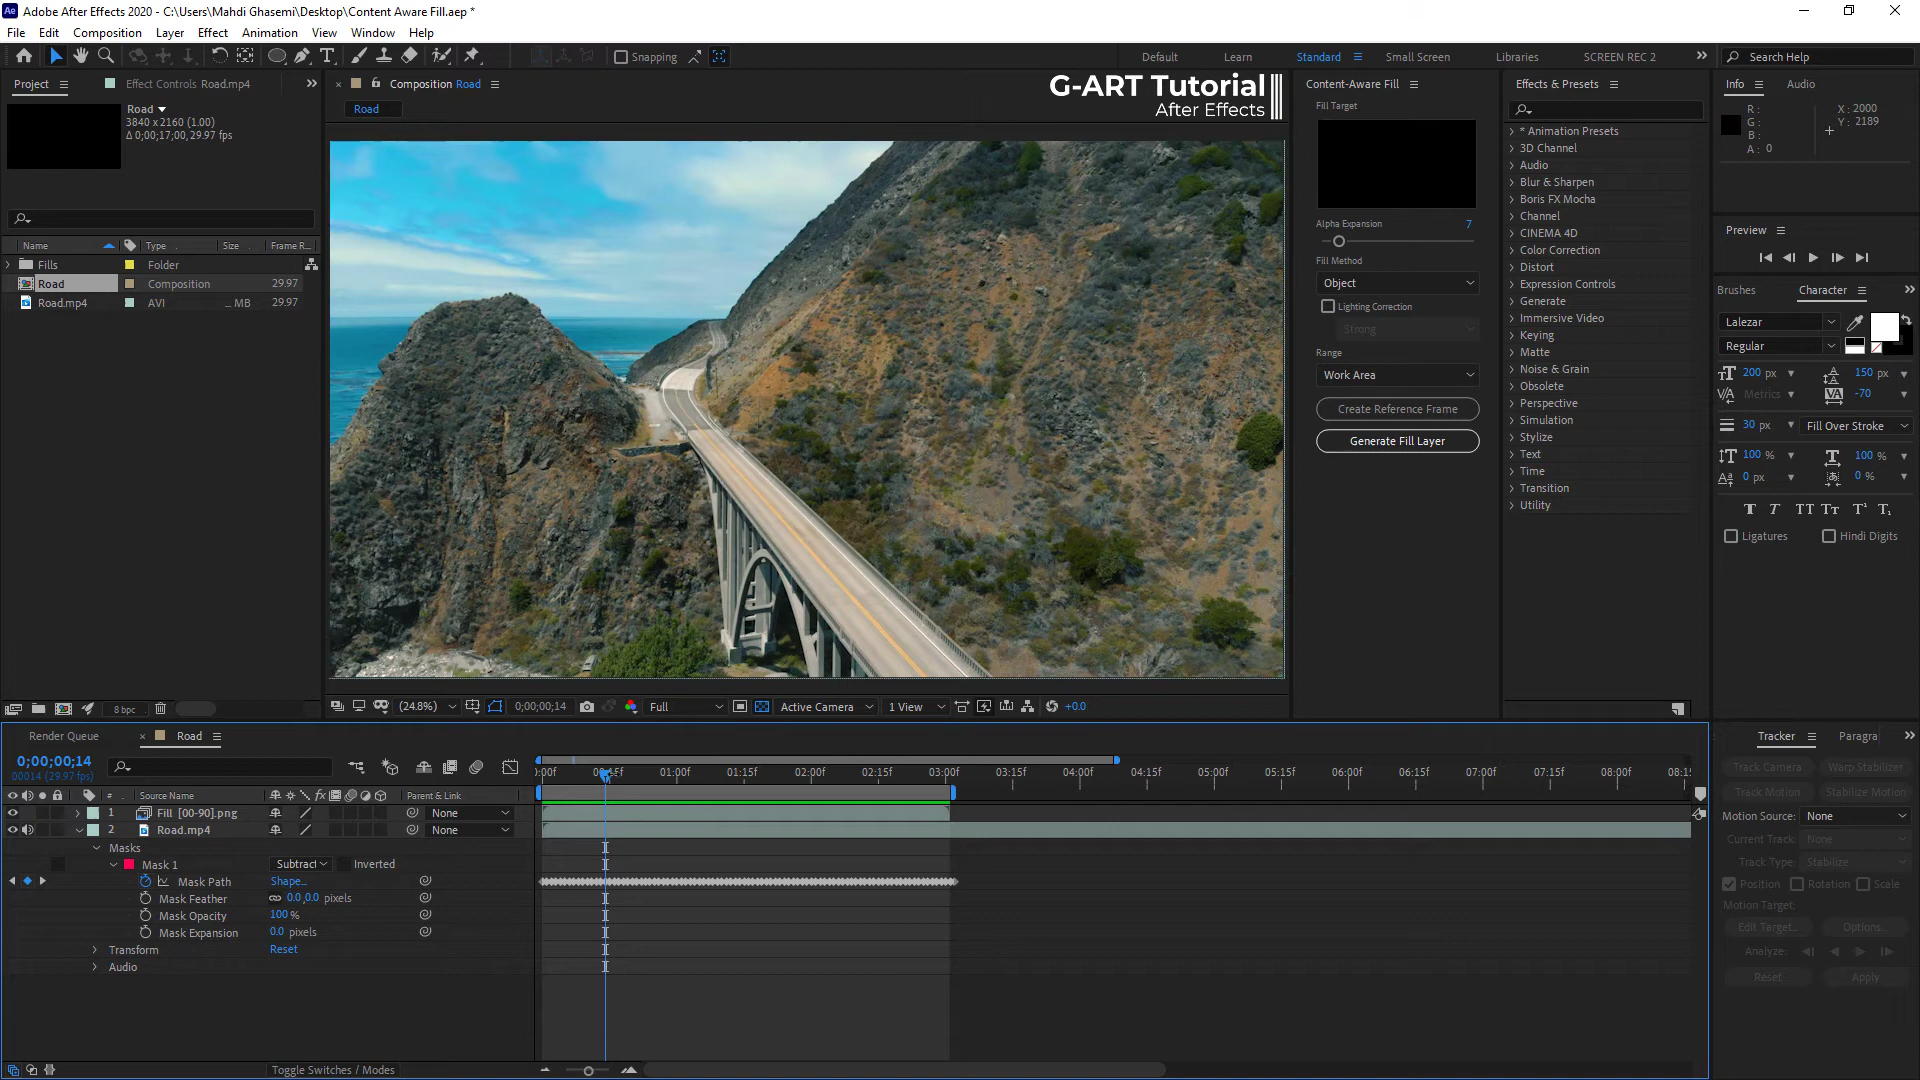 Adobe After Effects 2020 - C:\Users\Mahdi Ghasemi\Desktop\Content Aware Fill.aep *
File Edit Composition Layer Effect Animation View Window Help
Snapping
Default Learn Standard Small Screen Libraries SCREEN REC 2
Search Help
Project Effect Controls Road.mp4
Composition Road
Road
G-ART Tutorial
After Effects
Content-Aware Fill
Effects & Presets
Info Audio
Road
3840 x 2160 (1.00)
Δ 0;00;17;00, 29.97 fps
Name Type Size Frame R...
Fills Folder
Road Composition 29.97
Road.mp4 AVI ... MB 29.97
8 bpc
Fill Target
Alpha Expansion 7
Fill Method
Object
Lighting Correction
Strong
Range
Work Area
Create Reference Frame
Generate Fill Layer
* Animation Presets
3D Channel
Audio
Blur & Sharpen
Boris FX Mocha
Channel
CINEMA 4D
Color Correction
Distort
Expression Controls
Generate
Immersive Video
Keying
Matte
Noise & Grain
Obsolete
Perspective
Simulation
Stylize
Text
Time
Transition
Utility
R :
G :
B :
A : 0
X : 2000
Y : 2189
Preview
Brushes Character
Lalezar
Regular
200 px 150 px
Metrics -70
30 px Fill Over Stroke
100 % 100 %
0 px 0 %
Ligatures Hindi Digits
(24.8%) 0;00;00;14 Full Active Camera 1 View +0.0
Render Queue Road
0;00;00;14
00014 (29.97 fps)
0:00f 00:15f 01:00f 01:15f 02:00f 02:15f 03:00f 03:15f 04:00f 04:15f 05:00f 05:15f 06:00f 06:15f 07:00f 07:15f 08:00f 08:1
# Source Name Parent & Link
1 Fill [00-90].png None
2 Road.mp4 None
Masks
Mask 1 Subtract Inverted
Mask Path Shape...
Mask Feather 0.0,0.0 pixels
Mask Opacity 100 %
Mask Expansion 0.0 pixels
Transform Reset
Audio
Toggle Switches / Modes
Tracker Paragra
Track Camera Warp Stabilizer
Track Motion Stabilize Motion
Motion Source: None
Current Track: None
Track Type: Stabilize
Position Rotation Scale
Motion Target:
Edit Target... Options...
Analyze:
Reset Apply